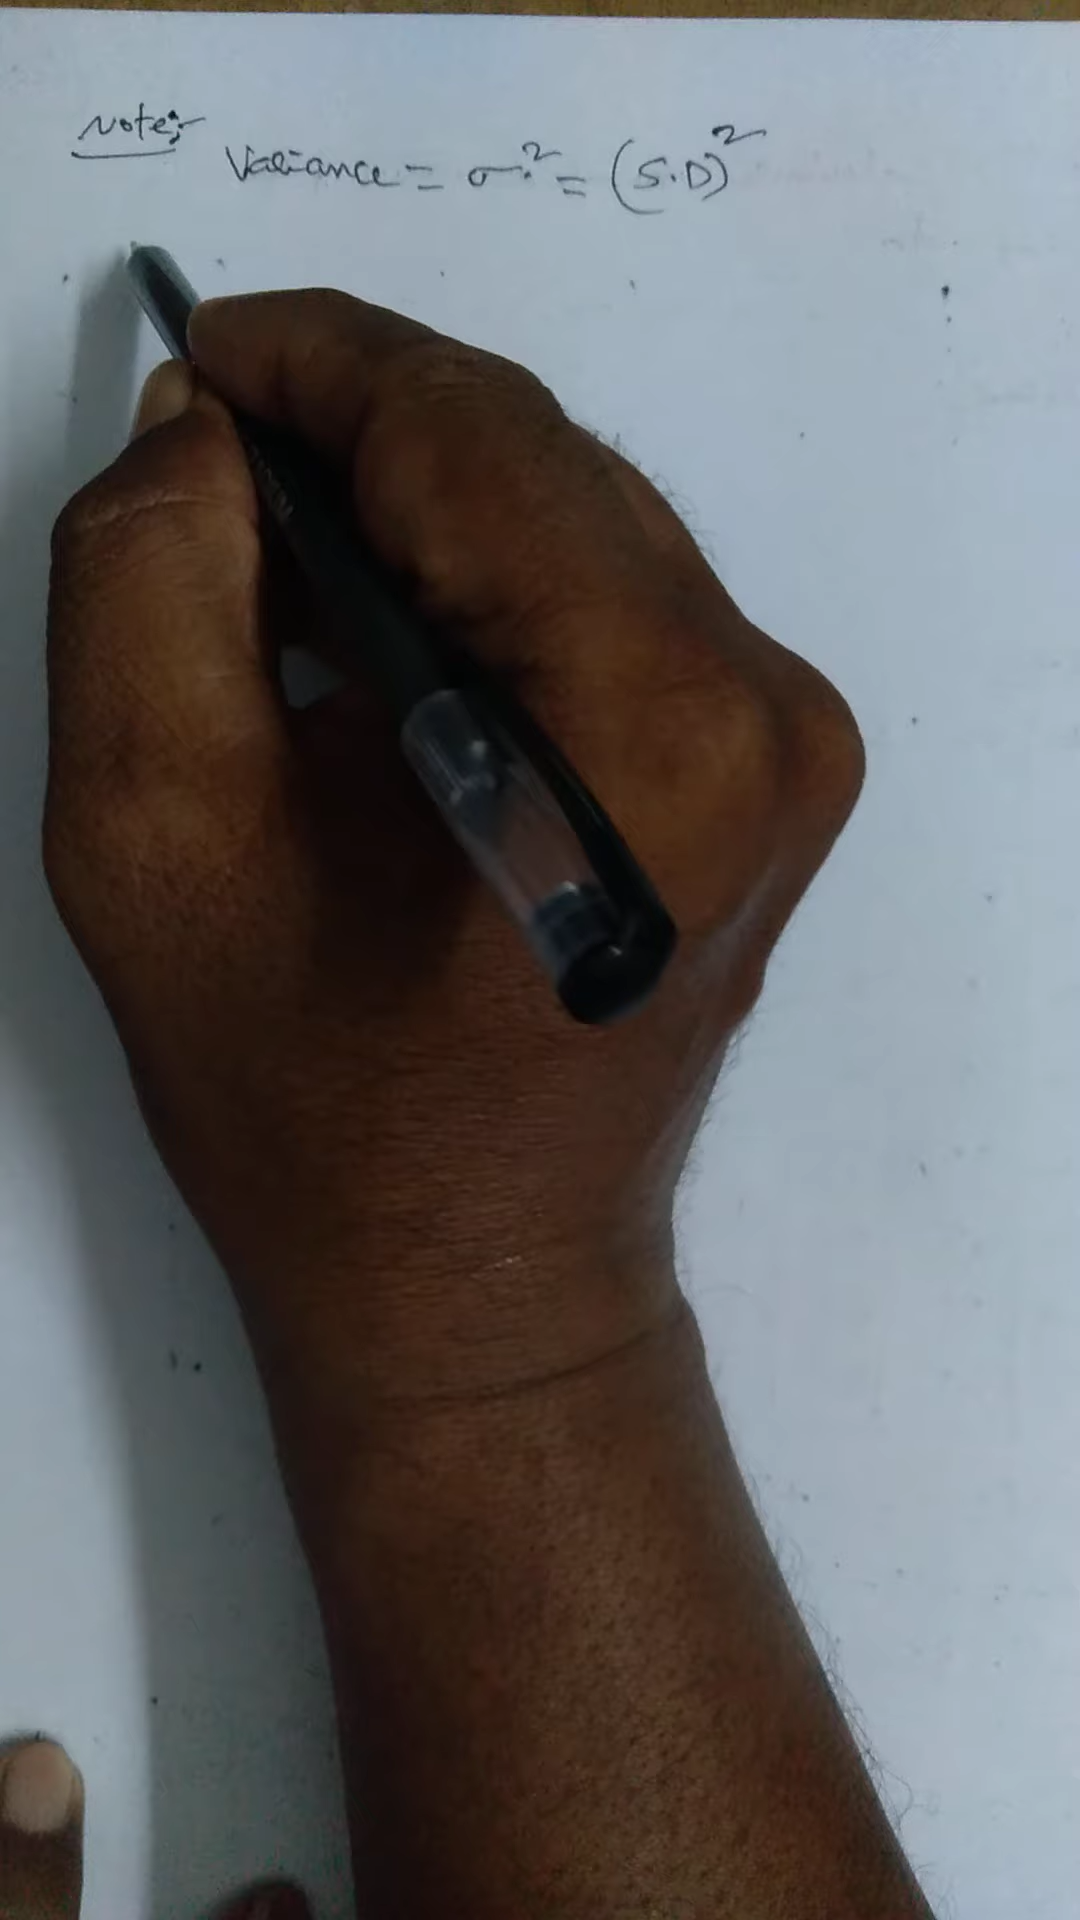 Note:-
Variance = σ² = (S.D)²